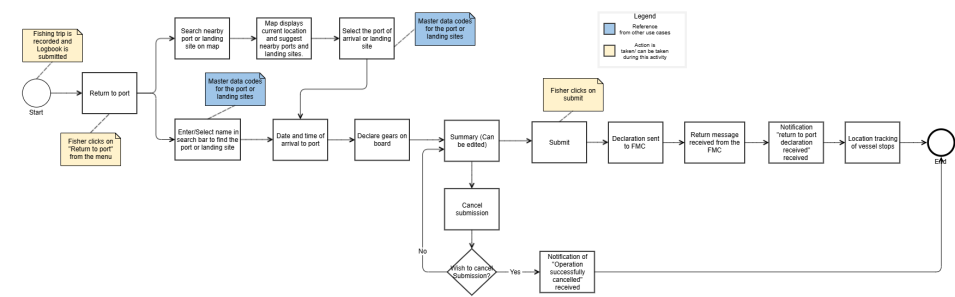 Fishing trip is
recorded and
Logbook is
submitted
Start
Return to port
Fisher clicks on
"Return to port"
from the menu
Search nearby
port or landing
site on map
Map displays
current location
and suggest
nearby ports and
landing sites.
Select the port of
arrival or landing
site
Master data codes
for the port or
landing sites
Legend
Reference
from other use cases
Action is
taken/ can be taken
during this activity
Master data codes
for the port or
landing sites
Enter/Select name in
search bar to find the
port or landing site
Date and time of
arrival to port
Declare gears on
board
Summary (Can
be edited)
Fisher clicks on
submit
Submit
Declaration sent
to FMC
Return message
received from the
FMC
Notification
"return to port
declaration
received"
received
Location tracking
of vessel stops
End
Cancel
submission
Wish to cancel
Submission?
No
Yes
Notification of
"Operation
successfully
cancelled"
received